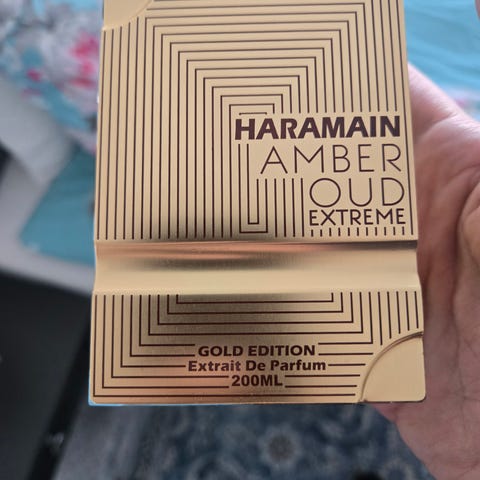 HARAMAIN
AMBER
OUD
EXTREME
GOLD EDITION
Extrait De Parfum
200ML